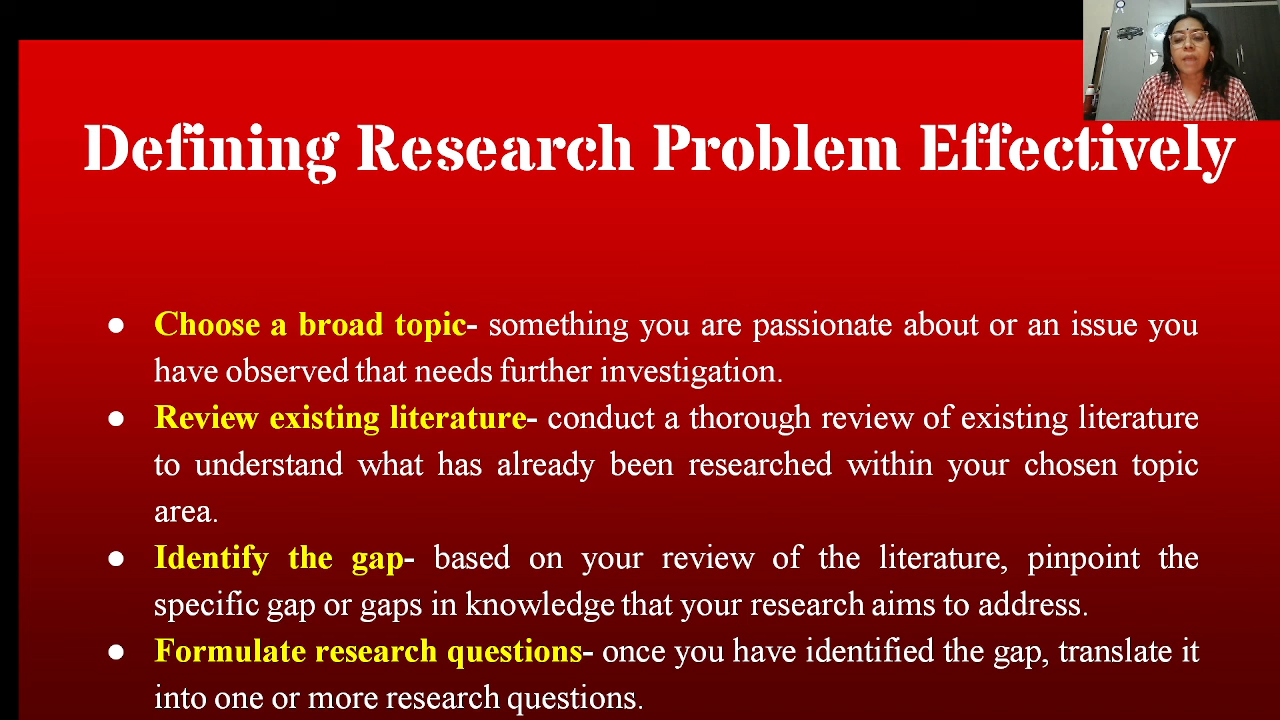 Defining Research Problem Effectively
● Choose a broad topic- something you are passionate about or an issue you
have observed that needs further investigation.
● Review existing literature- conduct a thorough review of existing literature
to understand what has already been researched within your chosen topic
area.
● Identify the gap- based on your review of the literature, pinpoint the
specific gap or gaps in knowledge that your research aims to address.
● Formulate research questions- once you have identified the gap, translate it
into one or more research questions.